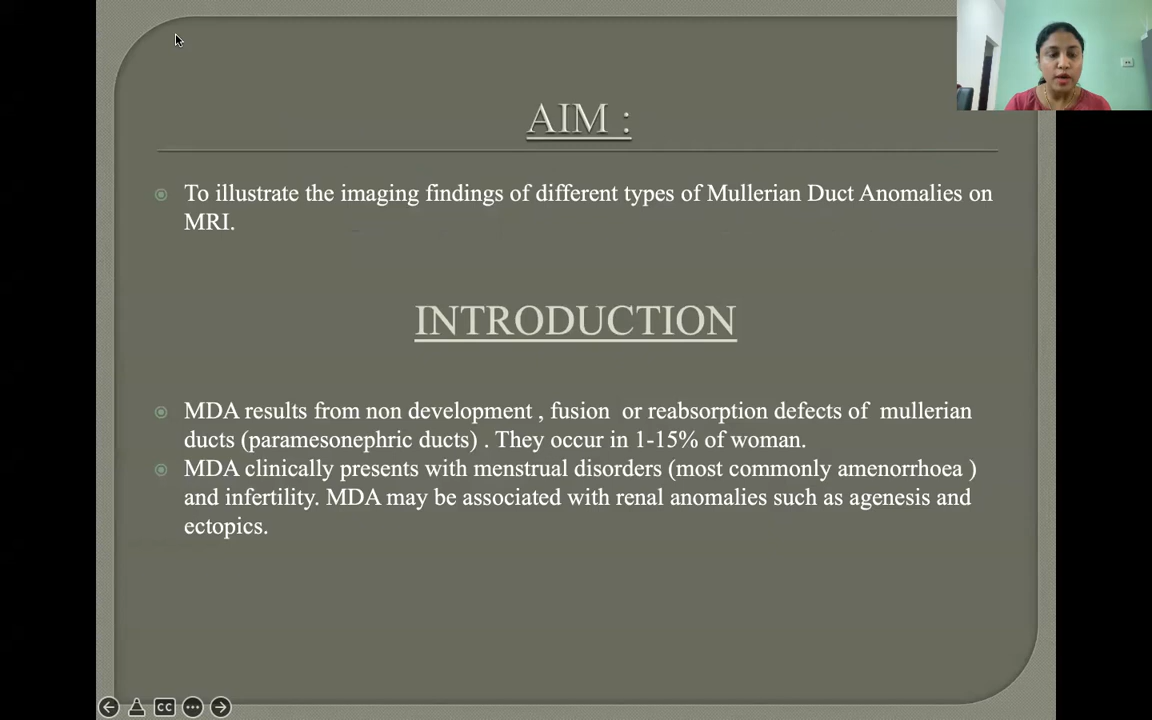 AIM :
To illustrate the imaging findings of different types of Mullerian Duct Anomalies on
MRI.
INTRODUCTION
MDA results from non development , fusion  or reabsorption defects of  mullerian
ducts (paramesonephric ducts) . They occur in 1-15% of woman.
MDA clinically presents with menstrual disorders (most commonly amenorrhoea )
and infertility. MDA may be associated with renal anomalies such as agenesis and
ectopics.
CC